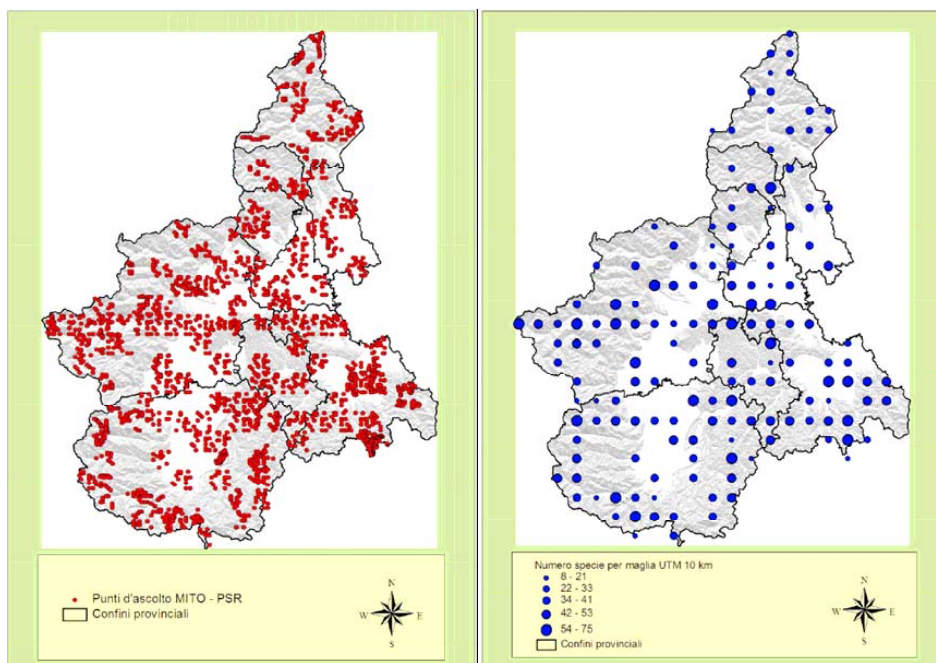 Punti d'ascolto MITO - PSR
Confini provinciali
N
W
E
S
Numero specie per maglia UTM 10 km
8 - 21
22 - 33
34 - 41
42 - 53
54 - 75
Confini provinciali
N
W
E
S